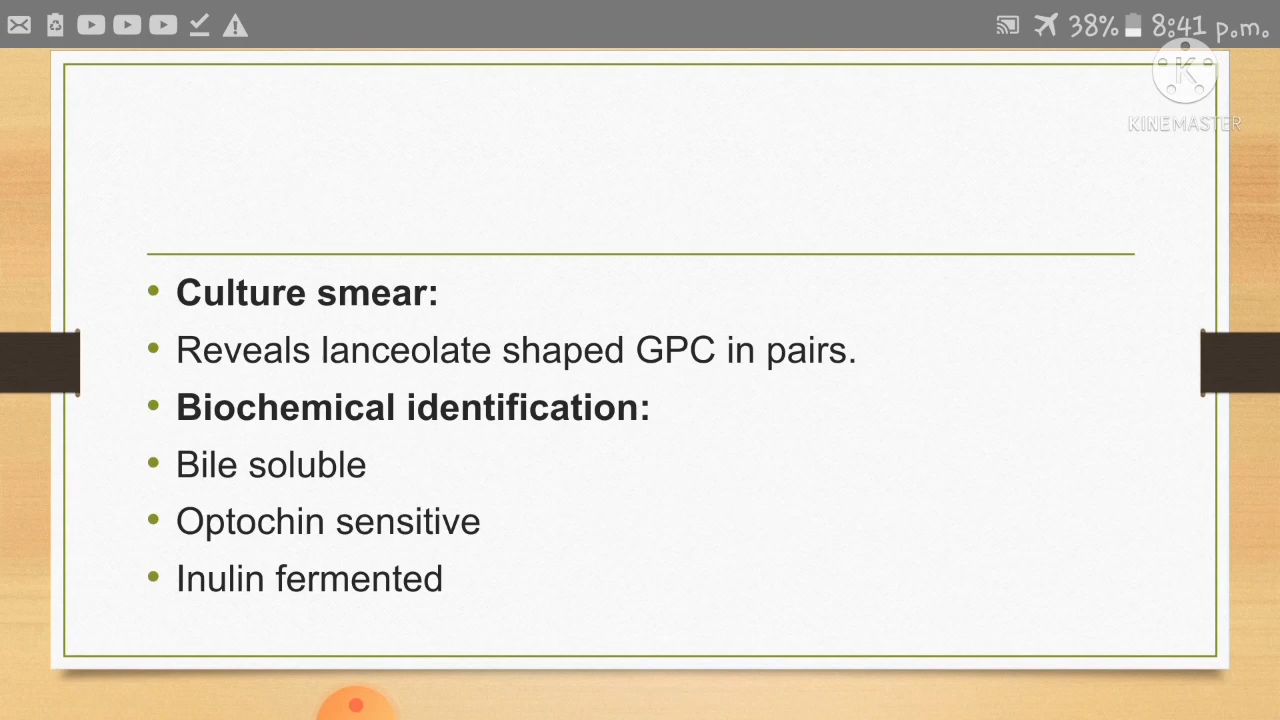 38% 8:41 p.m.
K
KINEMASTER
• Culture smear:
• Reveals lanceolate shaped GPC in pairs.
• Biochemical identification:
• Bile soluble
• Optochin sensitive
• Inulin fermented